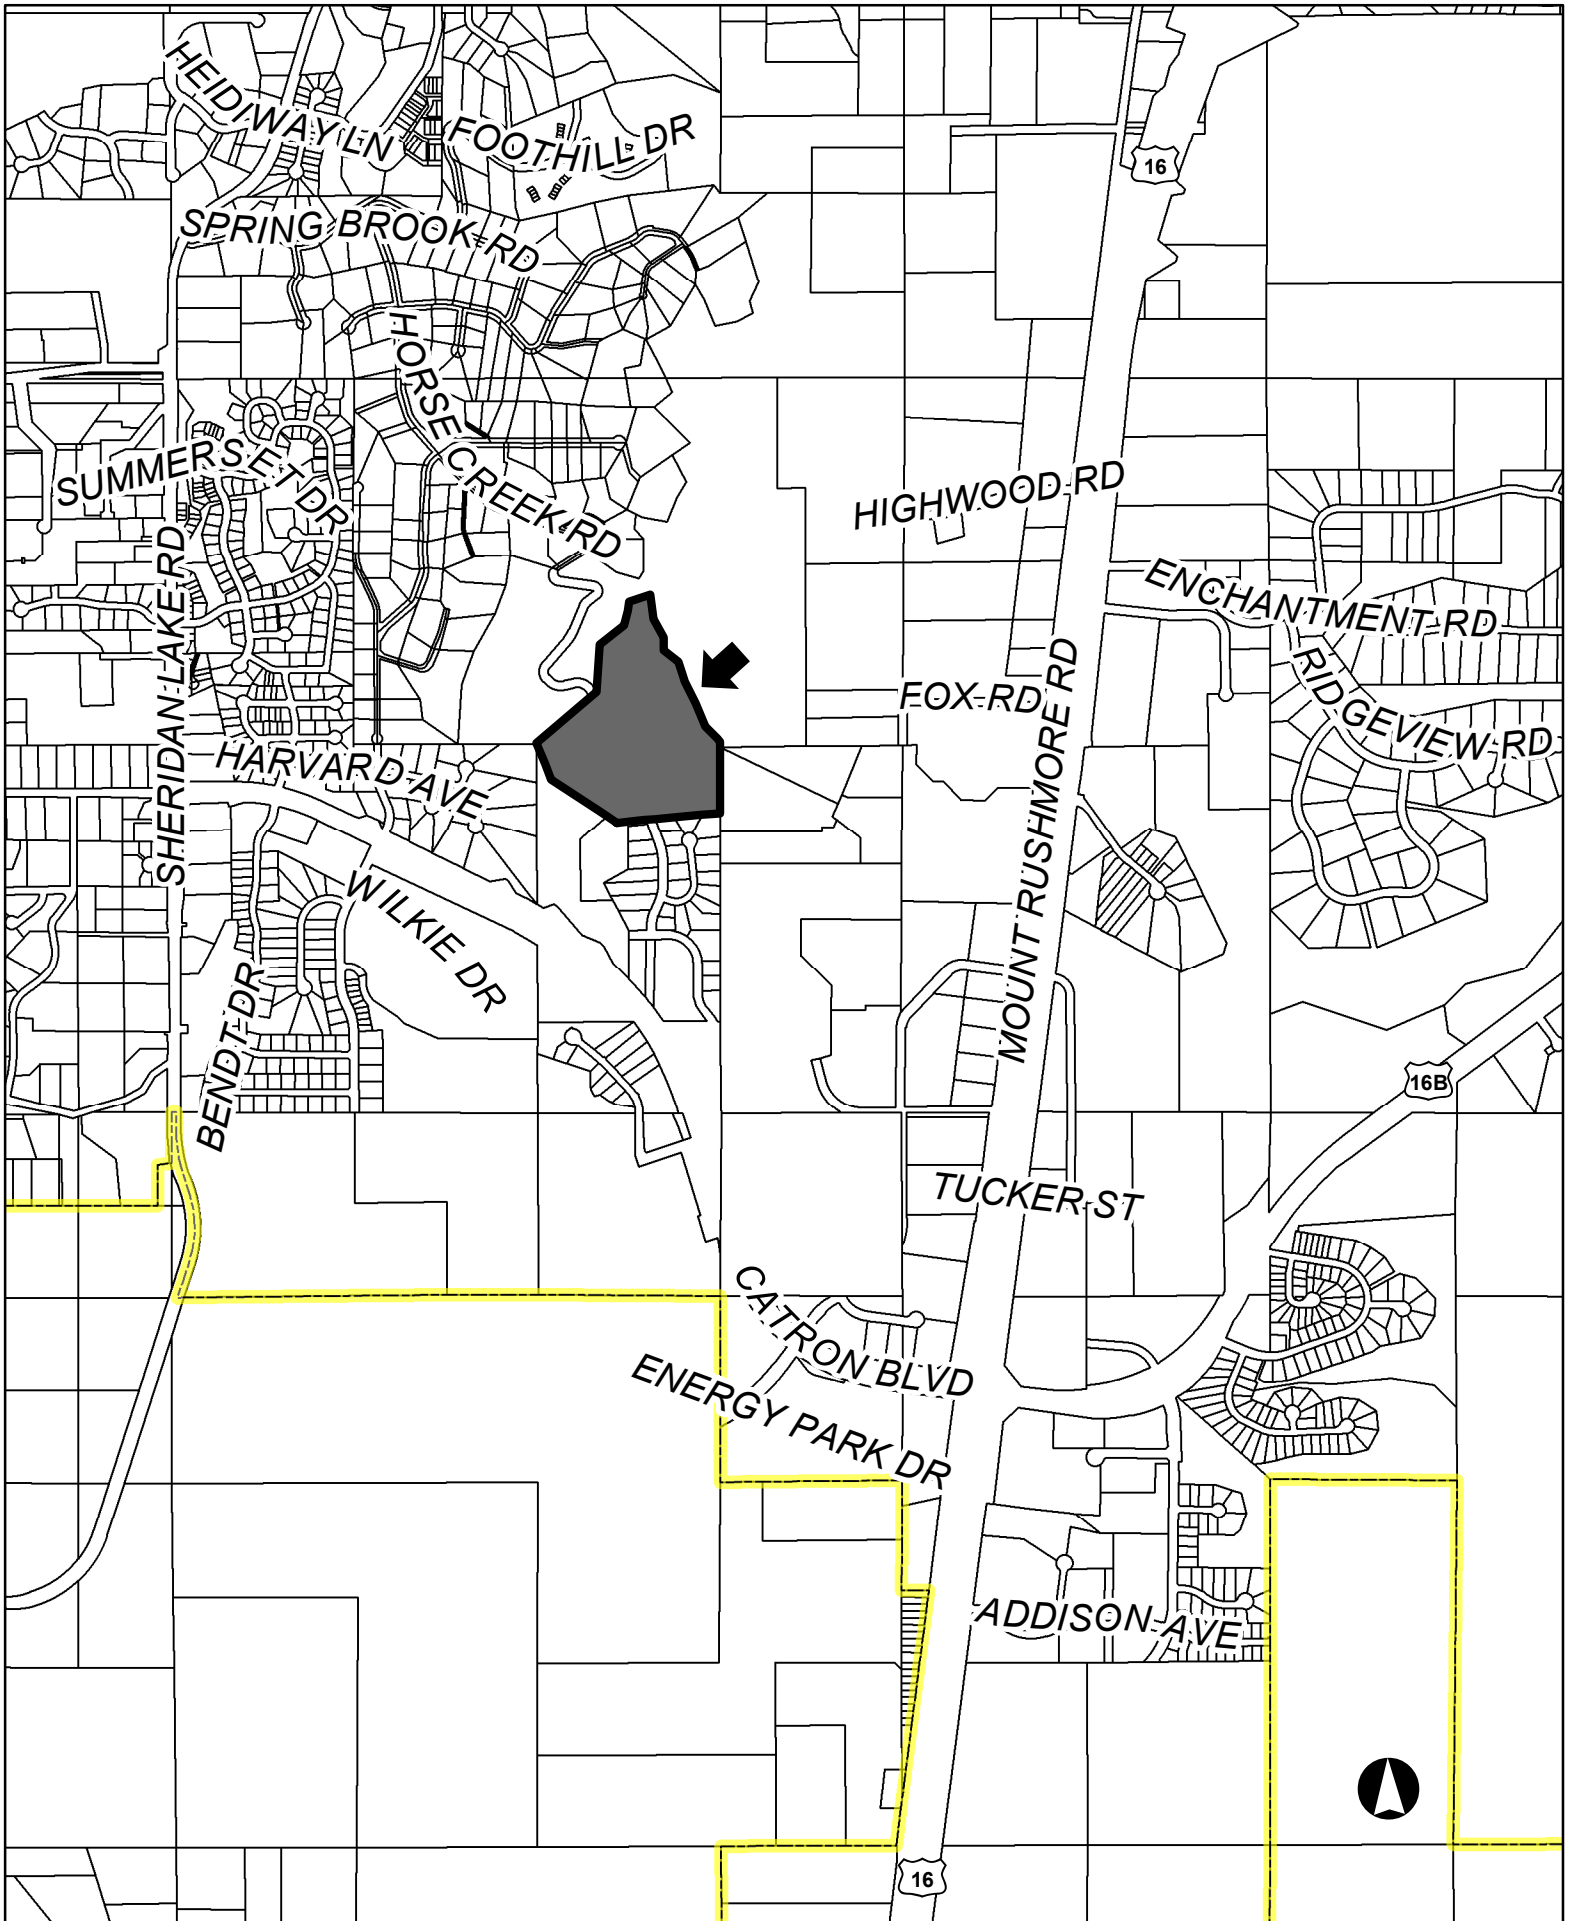 HEIDIWAY LN
FOOTHILL DR
16
SPRING BROOK RD
HORSE CREEK RD
SUMMERSET DR
HIGHWOOD RD
SHERIDAN LAKE RD
ENCHANTMENT RD
FOX RD
RIDGEVIEW RD
MOUNT RUSHMORE RD
HARVARD AVE
WILKIE DR
BENDT DR
16B
TUCKER ST
CATRON BLVD
ENERGY PARK DR
ADDISON AVE
16